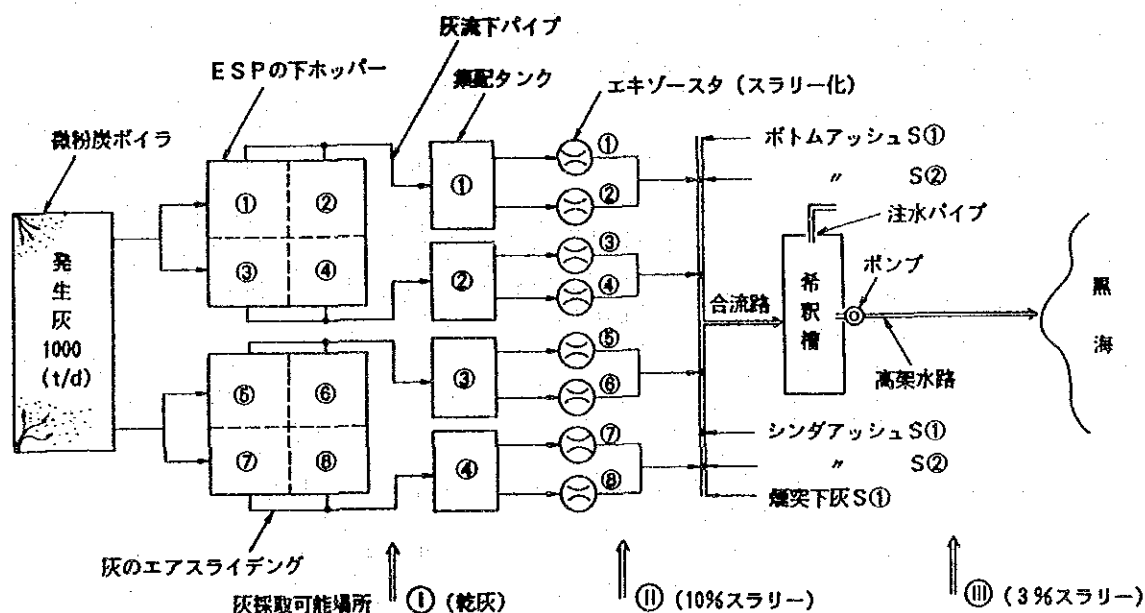 灰流下パイプ
ESPの下ホッパー
集配タンク
エキゾースタ(スラリー化)
微粉炭ボイラ
発生灰
1000
(t/d)
① ②
③ ④
⑤ ⑥
⑦ ⑧
①
②
③
④
①
②
③
④
⑤
⑥
⑦
⑧
ボトムアッシュS①
〃 S②
注水パイプ
希釈槽
ポンプ
合流路
高架水路
黒海
シンダアッシュS①
〃 S②
煙突下灰S①
灰のエアスライデング
灰採取可能場所 Ⓘ (乾灰) Ⅱ (10%スラリー) Ⅲ (3%スラリー)